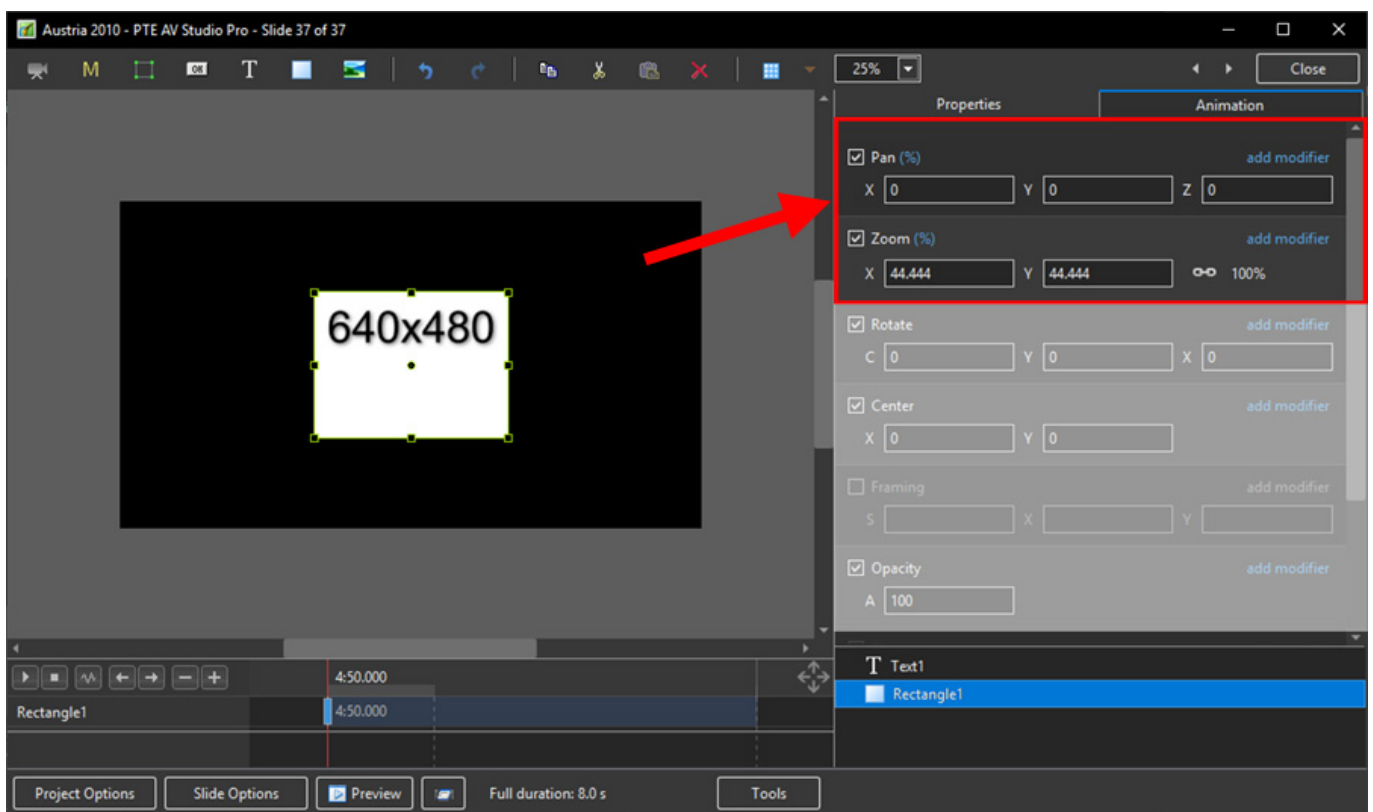 Austria 2010 - PTE AV Studio Pro - Slide 37 of 37
M OK T 25% Close
Properties Animation
Pan (%) add modifier
X 0 Y 0 Z 0
Zoom (%) add modifier
X 44.444 Y 44.444 100%
640x480
Rotate add modifier
C 0 Y 0 X 0
Center add modifier
X 0 Y 0
Framing add modifier
S X Y
Opacity add modifier
A 100
4:50.000
Rectangle1 4:50.000
T Text1
Rectangle1
Project Options Slide Options Preview Full duration: 8.0 s Tools